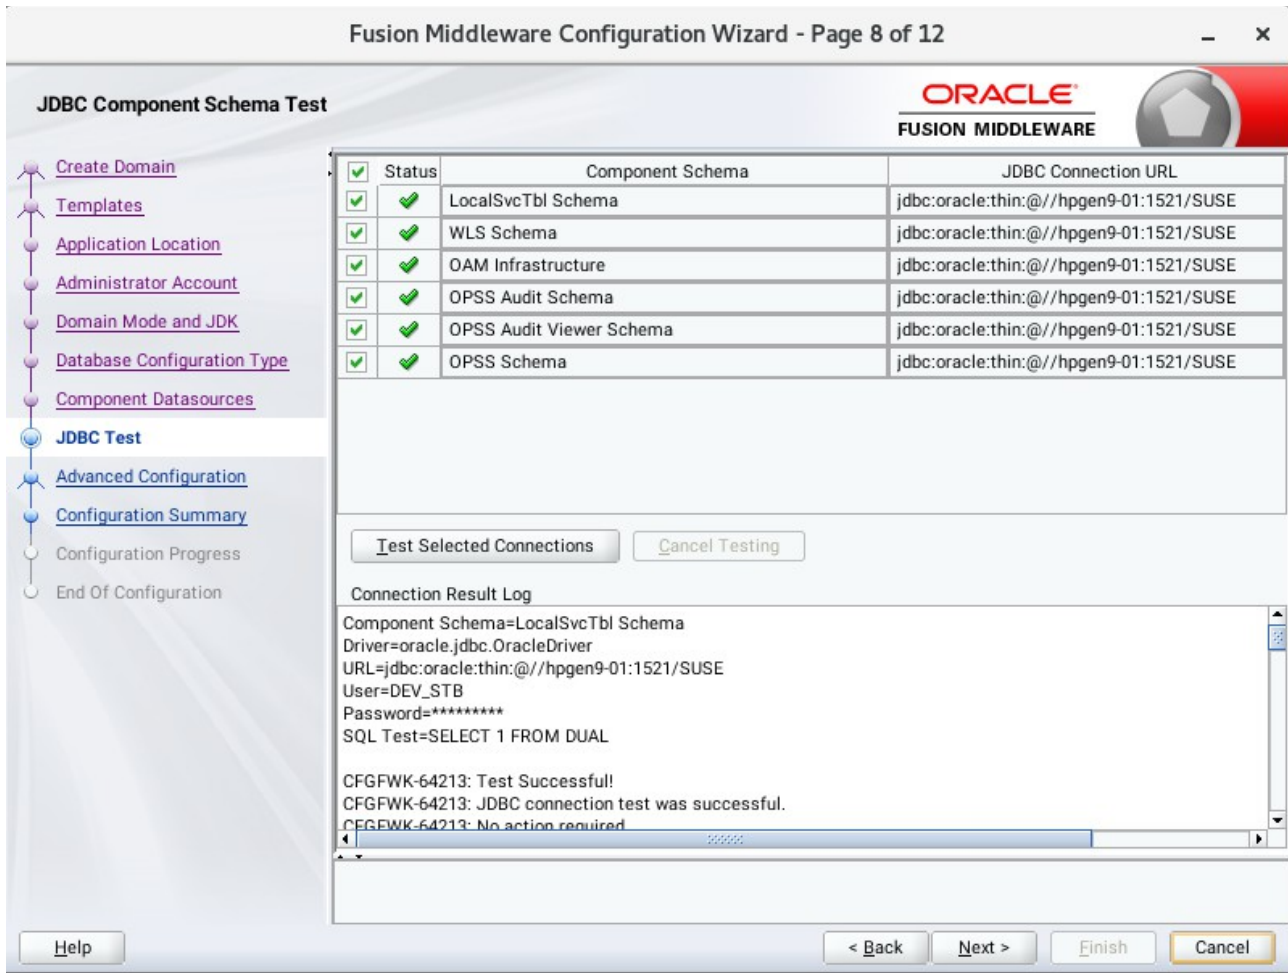 Fusion Middleware Configuration Wizard - Page 8 of 12
JDBC Component Schema Test
ORACLE
FUSION MIDDLEWARE
Create Domain
Templates
Application Location
Administrator Account
Domain Mode and JDK
Database Configuration Type
Component Datasources
JDBC Test
Advanced Configuration
Configuration Summary
Configuration Progress
End Of Configuration
Status Component Schema JDBC Connection URL
LocalSvcTbl Schema jdbc:oracle:thin:@//hpgen9-01:1521/SUSE
WLS Schema jdbc:oracle:thin:@//hpgen9-01:1521/SUSE
OAM Infrastructure jdbc:oracle:thin:@//hpgen9-01:1521/SUSE
OPSS Audit Schema jdbc:oracle:thin:@//hpgen9-01:1521/SUSE
OPSS Audit Viewer Schema jdbc:oracle:thin:@//hpgen9-01:1521/SUSE
OPSS Schema jdbc:oracle:thin:@//hpgen9-01:1521/SUSE
Test Selected Connections Cancel Testing
Connection Result Log
Component Schema=LocalSvcTbl Schema
Driver=oracle.jdbc.OracleDriver
URL=jdbc:oracle:thin:@//hpgen9-01:1521/SUSE
User=DEV_STB
Password=*********
SQL Test=SELECT 1 FROM DUAL
CFGFWK-64213: Test Successful!
CFGFWK-64213: JDBC connection test was successful.
CFGFWK-64213: No action required
Help < Back Next > Finish Cancel